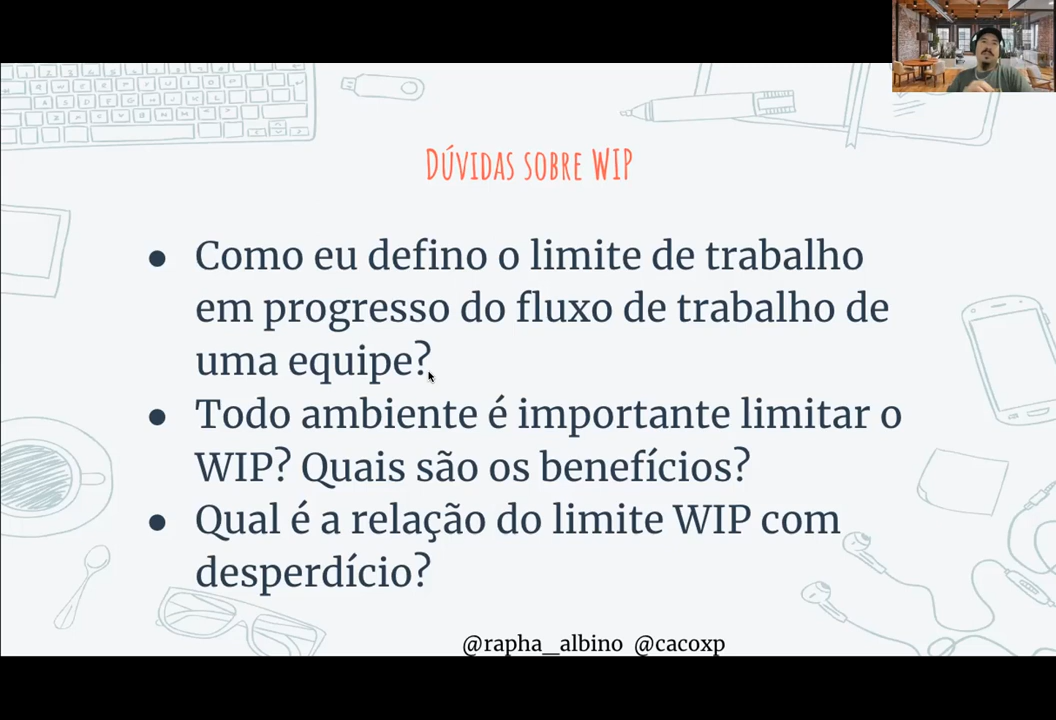 Dúvidas sobre WIP
● Como eu defino o limite de trabalho
em progresso do fluxo de trabalho de
uma equipe?
● Todo ambiente é importante limitar o
WIP? Quais são os benefícios?
● Qual é a relação do limite WIP com
desperdício?
@rapha_albino @cacoxp